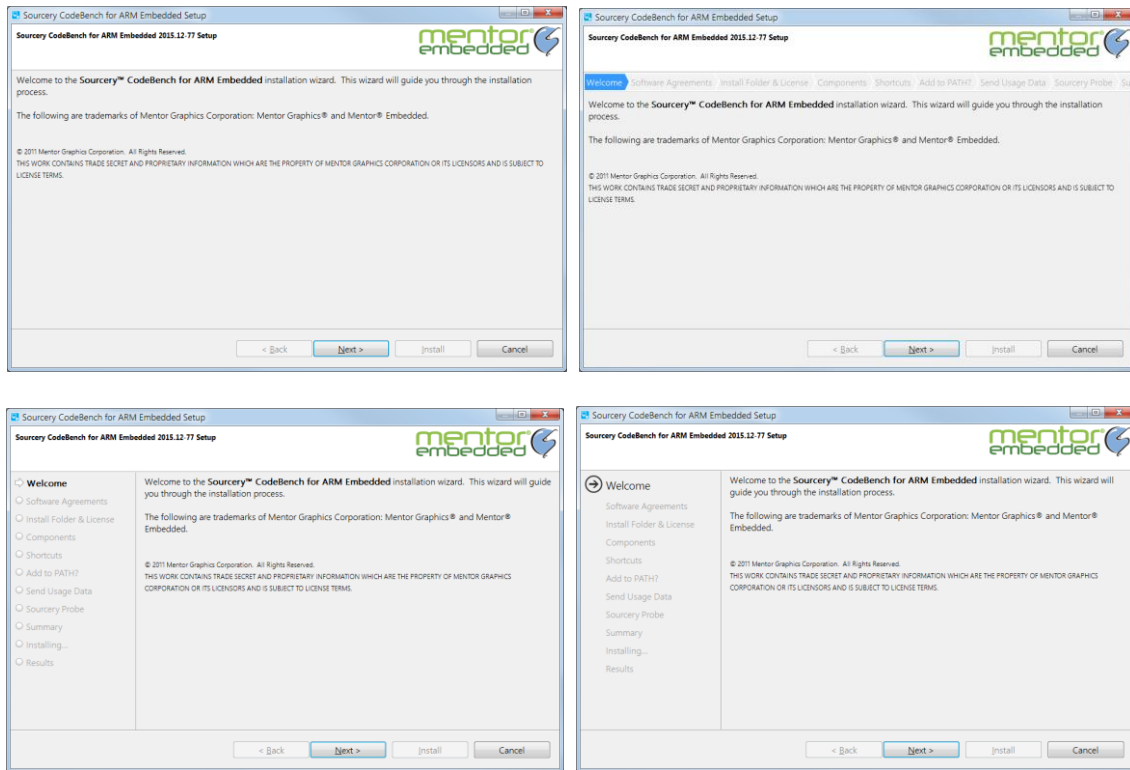 Sourcery CodeBench for ARM Embedded Setup
Sourcery CodeBench for ARM Embedded 2015.12-77 Setup
mentor embedded
Welcome to the Sourcery™ CodeBench for ARM Embedded installation wizard. This wizard will guide you through the installation
process.
The following are trademarks of Mentor Graphics Corporation: Mentor Graphics® and Mentor® Embedded.
© 2011 Mentor Graphics Corporation. All Rights Reserved.
THIS WORK CONTAINS TRADE SECRET AND PROPRIETARY INFORMATION WHICH ARE THE PROPERTY OF MENTOR GRAPHICS CORPORATION OR ITS LICENSORS AND IS SUBJECT TO
LICENSE TERMS.
< Back Next > Install Cancel
Sourcery CodeBench for ARM Embedded Setup
Sourcery CodeBench for ARM Embedded 2015.12-77 Setup
mentor embedded
Welcome Software Agreements Install Folder & License Components Shortcuts Add to PATH? Send Usage Data Sourcery Probe Su
Welcome to the Sourcery™ CodeBench for ARM Embedded installation wizard. This wizard will guide you through the installation
process.
The following are trademarks of Mentor Graphics Corporation: Mentor Graphics® and Mentor® Embedded.
© 2011 Mentor Graphics Corporation. All Rights Reserved.
THIS WORK CONTAINS TRADE SECRET AND PROPRIETARY INFORMATION WHICH ARE THE PROPERTY OF MENTOR GRAPHICS CORPORATION OR ITS LICENSORS AND IS SUBJECT TO
LICENSE TERMS.
< Back Next > Install Cancel
Sourcery CodeBench for ARM Embedded Setup
Sourcery CodeBench for ARM Embedded 2015.12-77 Setup
mentor embedded
Welcome
Software Agreements
Install Folder & License
Components
Shortcuts
Add to PATH?
Send Usage Data
Sourcery Probe
Summary
Installing...
Results
Welcome to the Sourcery™ CodeBench for ARM Embedded installation wizard. This wizard will guide
you through the installation process.
The following are trademarks of Mentor Graphics Corporation: Mentor Graphics® and Mentor®
Embedded.
© 2011 Mentor Graphics Corporation. All Rights Reserved.
THIS WORK CONTAINS TRADE SECRET AND PROPRIETARY INFORMATION WHICH ARE THE PROPERTY OF MENTOR GRAPHICS
CORPORATION OR ITS LICENSORS AND IS SUBJECT TO LICENSE TERMS.
< Back Next > Install Cancel
Sourcery CodeBench for ARM Embedded Setup
Sourcery CodeBench for ARM Embedded 2015.12-77 Setup
mentor embedded
Welcome
Software Agreements
Install Folder & License
Components
Shortcuts
Add to PATH?
Send Usage Data
Sourcery Probe
Summary
Installing...
Results
Welcome to the Sourcery™ CodeBench for ARM Embedded installation wizard. This wizard will
guide you through the installation process.
The following are trademarks of Mentor Graphics Corporation: Mentor Graphics® and Mentor®
Embedded.
© 2011 Mentor Graphics Corporation. All Rights Reserved.
THIS WORK CONTAINS TRADE SECRET AND PROPRIETARY INFORMATION WHICH ARE THE PROPERTY OF MENTOR GRAPHICS
CORPORATION OR ITS LICENSORS AND IS SUBJECT TO LICENSE TERMS.
< Back Next > Install Cancel